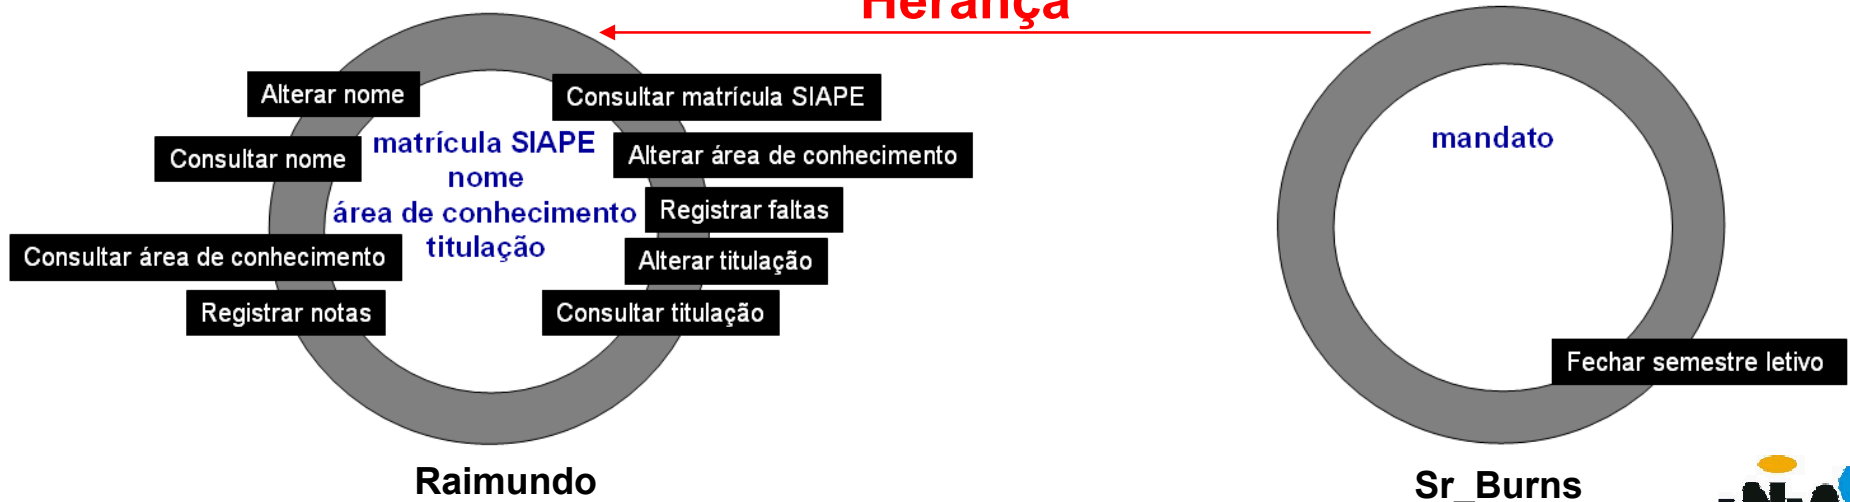 Herança
Alterar nome
Consultar matrícula SIAPE
matrícula SIAPE
Consultar nome
Alterar área de conhecimento
nome
área de conhecimento
Registrar faltas
titulação
Consultar área de conhecimento
Alterar titulação
Registrar notas
Consultar titulação
Raimundo
mandato
Fechar semestre letivo
Sr_Burns